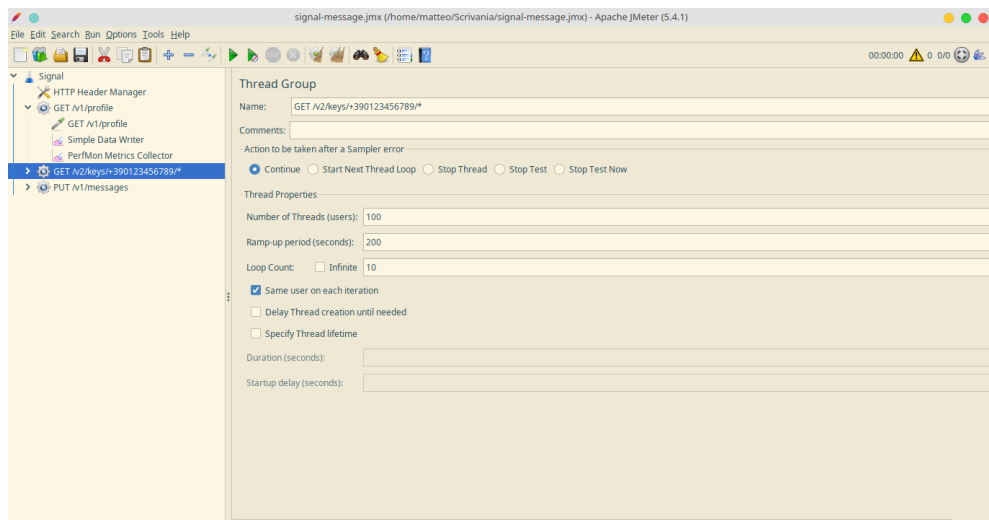 signal-message.jmx (/home/matteo/Scrivania/signal-message.jmx) - Apache JMeter (5.4.1)
File Edit Search Run Options Tools Help
00:00:00 0 0/0
Signal
HTTP Header Manager
GET /v1/profile
GET /v1/profile
Simple Data Writer
PerfMon Metrics Collector
GET /v2/keys/+390123456789/*
PUT /v1/messages
Thread Group
Name: GET /v2/keys/+390123456789/*
Comments:
Action to be taken after a Sampler error
Continue Start Next Thread Loop Stop Thread Stop Test Stop Test Now
Thread Properties
Number of Threads (users): 100
Ramp-up period (seconds): 200
Loop Count: Infinite 10
Same user on each iteration
Delay Thread creation until needed
Specify Thread lifetime
Duration (seconds):
Startup delay (seconds):